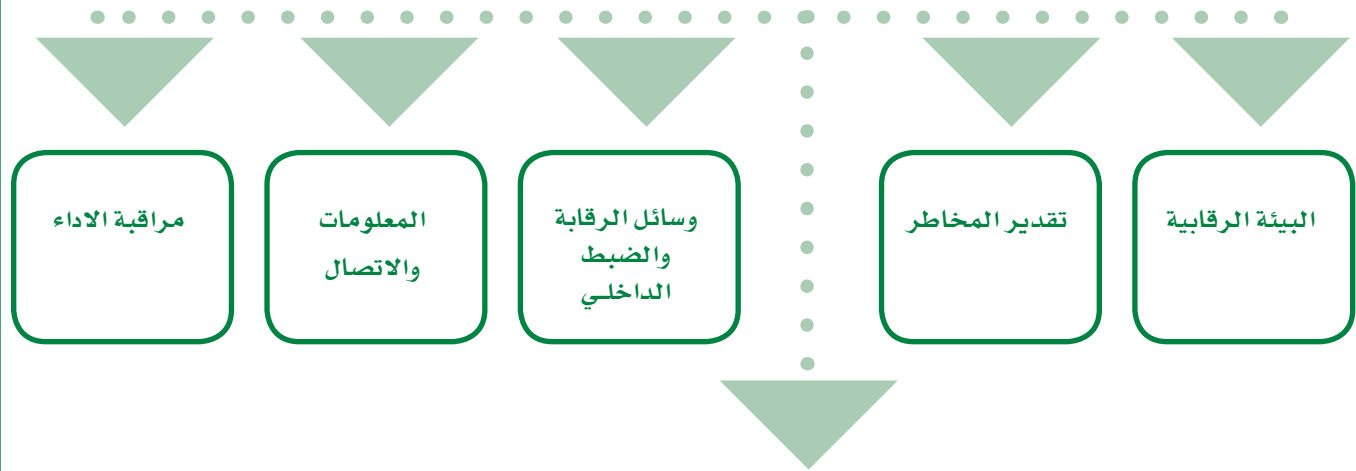 البيئة الرقابية
تقدير المخاطر
وسائل الرقابة
والضبط
الداخلي
المعلومات
والاتصال
مراقبة الاداء